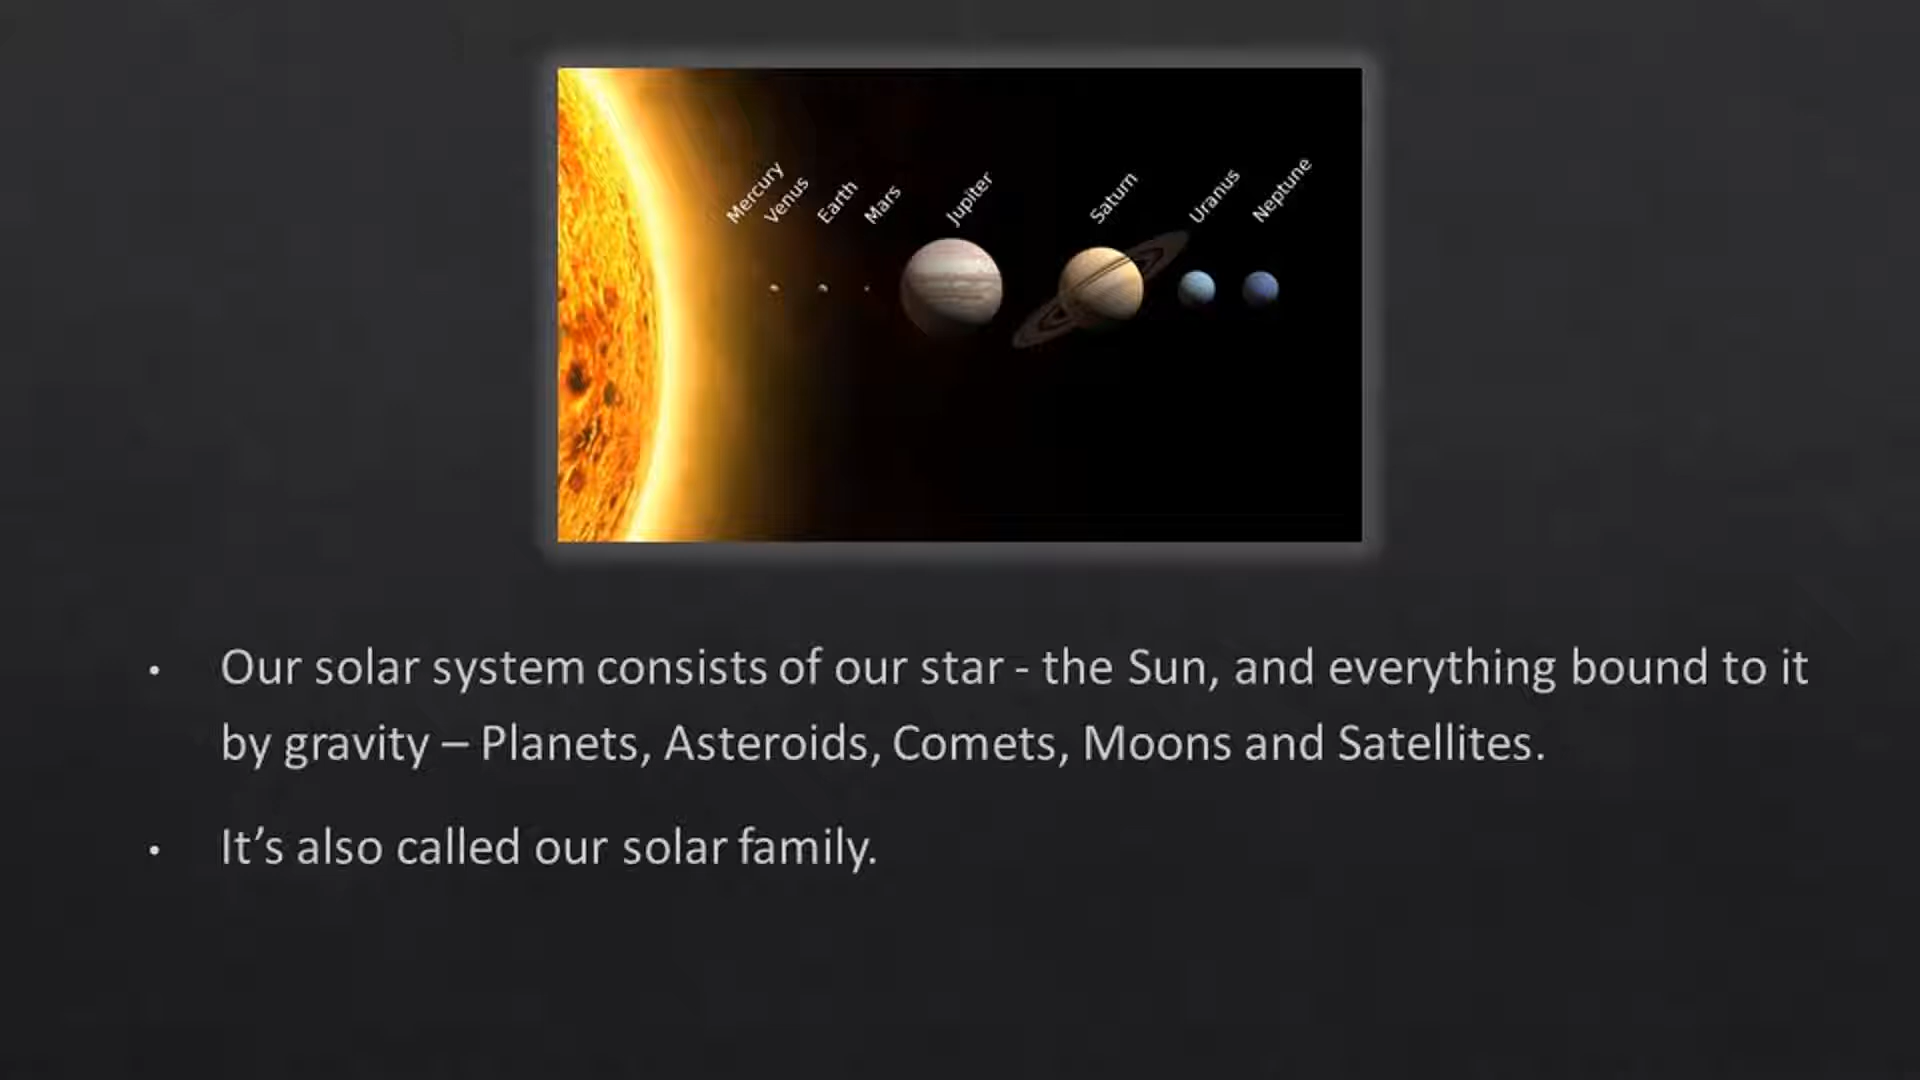 Mercury
Venus
Earth
Mars
Jupiter
Saturn
Uranus
Neptune
• Our solar system consists of our star - the Sun, and everything bound to it
by gravity – Planets, Asteroids, Comets, Moons and Satellites.
• It’s also called our solar family.